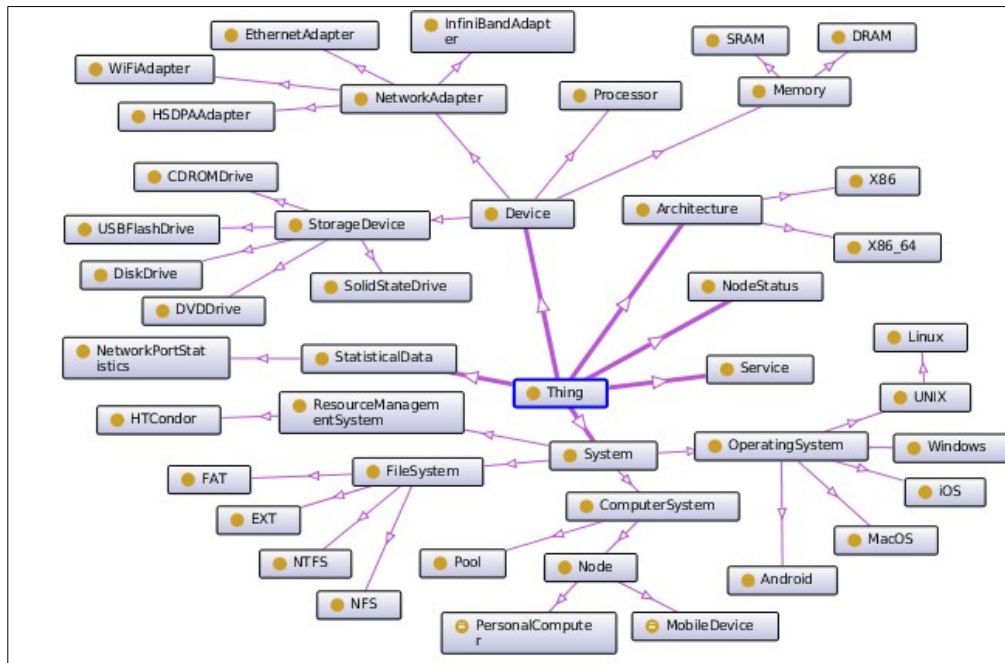 InfiniBandAdapt
er
EthernetAdapter
SRAM
DRAM
WiFiAdapter
NetworkAdapter
Processor
Memory
HSDPAAdapter
CDROMDrive
X86
Device
Architecture
USBFlashDrive
StorageDevice
X86_64
DiskDrive
SolidStateDrive
NodeStatus
DVDDrive
Linux
NetworkPortStat
istics
StatisticalData
Service
Thing
UNIX
HTCondor
ResourceManagem
entSystem
OperatingSystem
Windows
System
FAT
FileSystem
iOS
EXT
ComputerSystem
MacOS
NTFS
Pool
Node
Android
NFS
PersonalCompute
r
MobileDevice